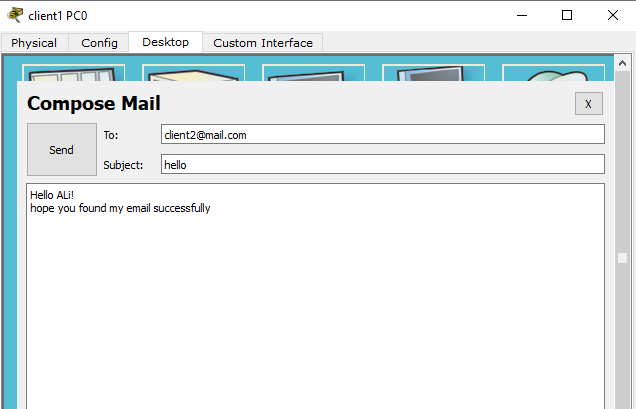 client1 PC0
Physical Config Desktop Custom Interface
Compose Mail X
Send
To: client2@mail.com
Subject: hello
Hello ALi!
hope you found my email successfully